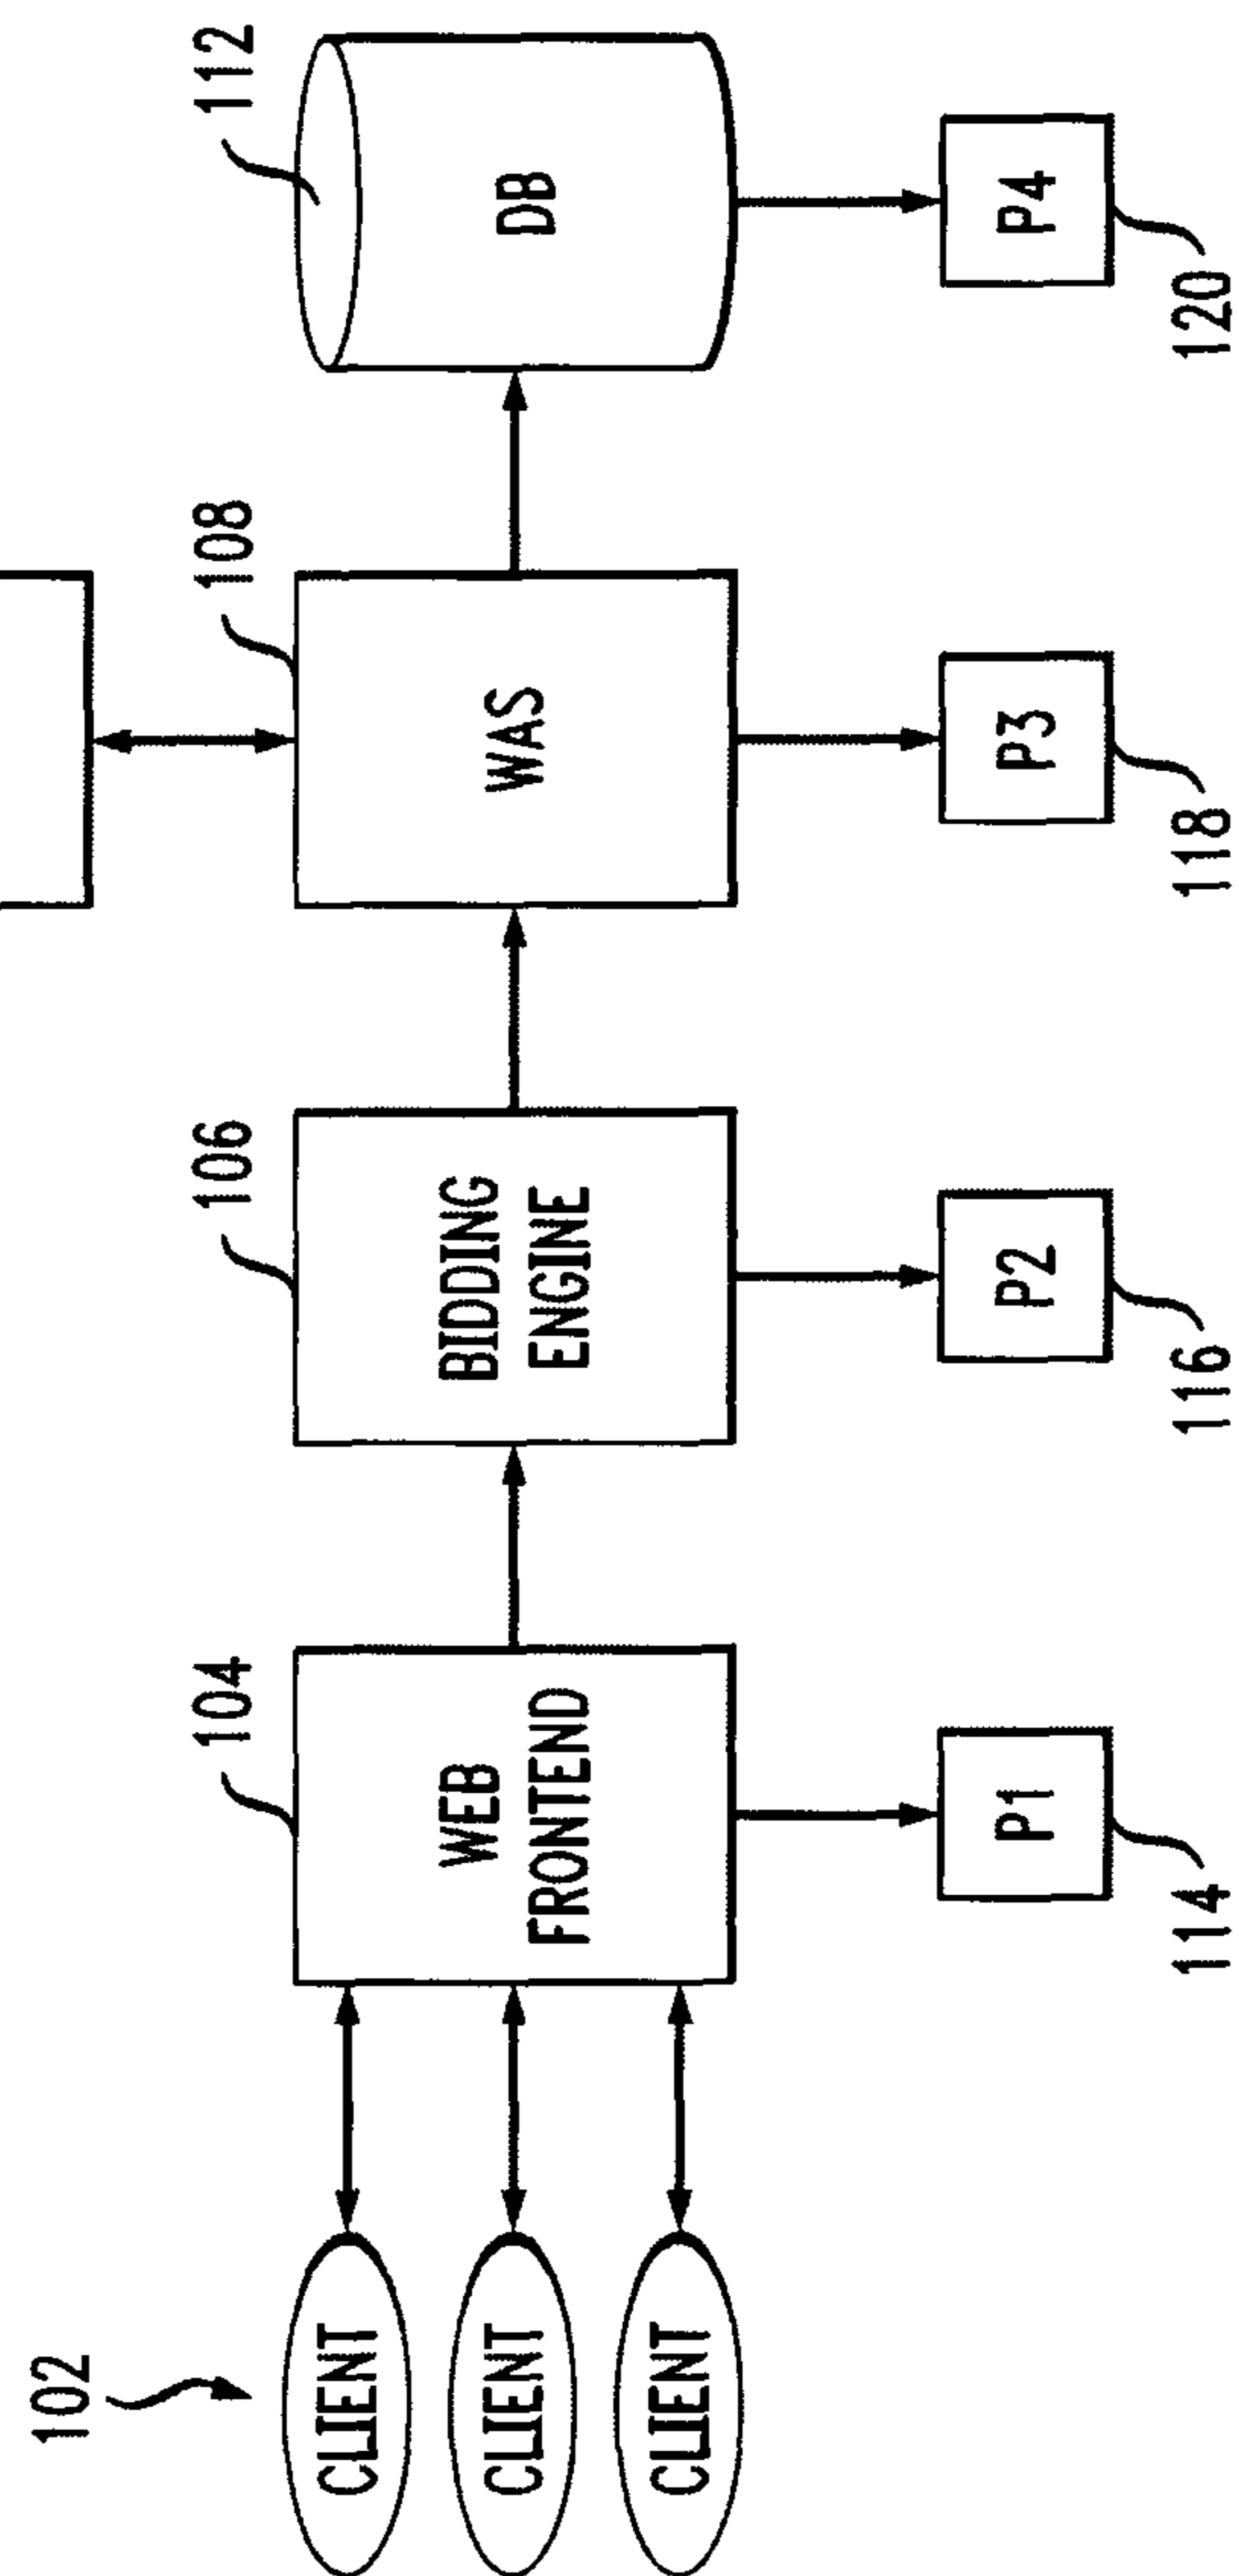 112
108
106
104
102
DB
WAS
BIDDING
ENGINE
WEB
FRONTEND
CLIENT
CLIENT
CLIENT
P4
P3
P2
P1
120
118
116
114